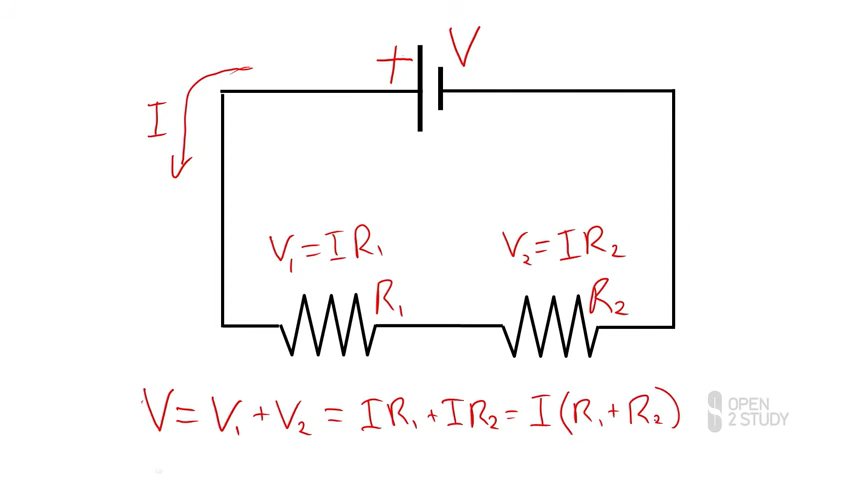 + V
I
V₁ = IR₁
V₂ = IR₂
R₁
R₂
V = V₁ + V₂ = IR₁ + IR₂ = I(R₁ + R₂)
OPEN
2 STUDY